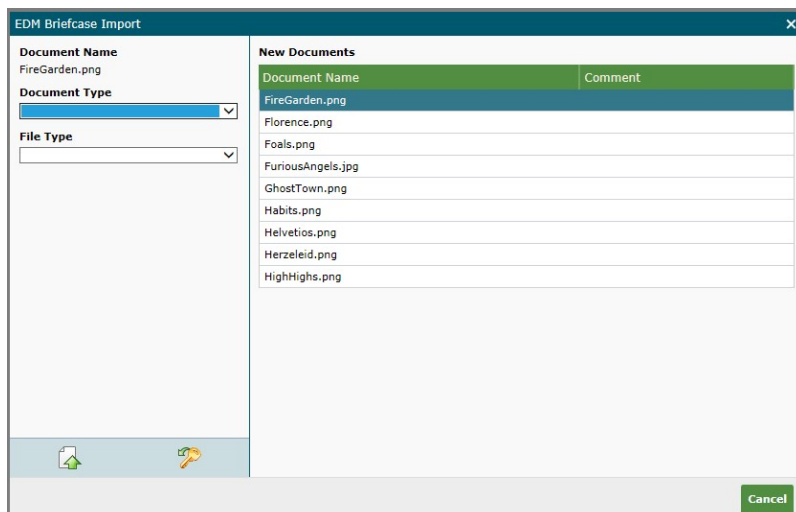 EDM Briefcase Import
Document Name
FireGarden.png
Document Type
File Type
New Documents
Document Name Comment
FireGarden.png
Florence.png
Foals.png
FuriousAngels.jpg
GhostTown.png
Habits.png
Helvetios.png
Herzeleid.png
HighHighs.png
Cancel